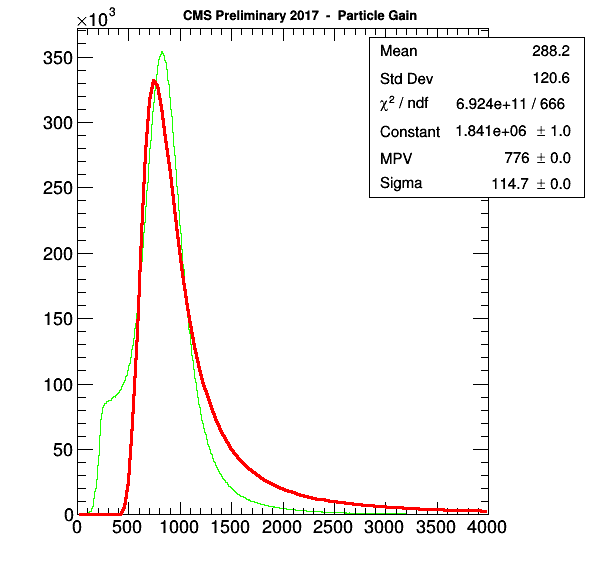 CMS Preliminary 2017 - Particle Gain
×10³
Mean 288.2
Std Dev 120.6
χ² / ndf 6.924e+11 / 666
Constant 1.841e+06 ± 1.0
MPV 776 ± 0.0
Sigma 114.7 ± 0.0
350
300
250
200
150
100
50
0
0 500 1000 1500 2000 2500 3000 3500 4000